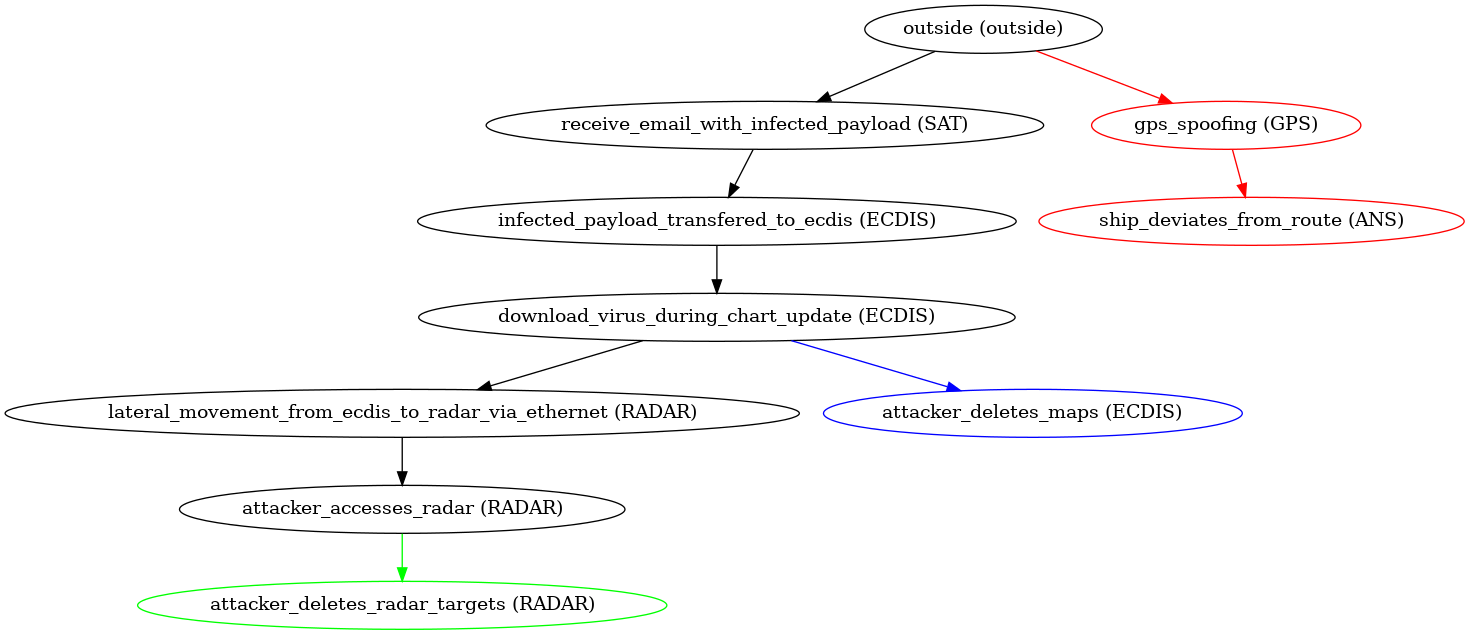 outside (outside)
receive_email_with_infected_payload (SAT)
gps_spoofing (GPS)
infected_payload_transfered_to_ecdis (ECDIS)
ship_deviates_from_route (ANS)
download_virus_during_chart_update (ECDIS)
lateral_movement_from_ecdis_to_radar_via_ethernet (RADAR)
attacker_deletes_maps (ECDIS)
attacker_accesses_radar (RADAR)
attacker_deletes_radar_targets (RADAR)